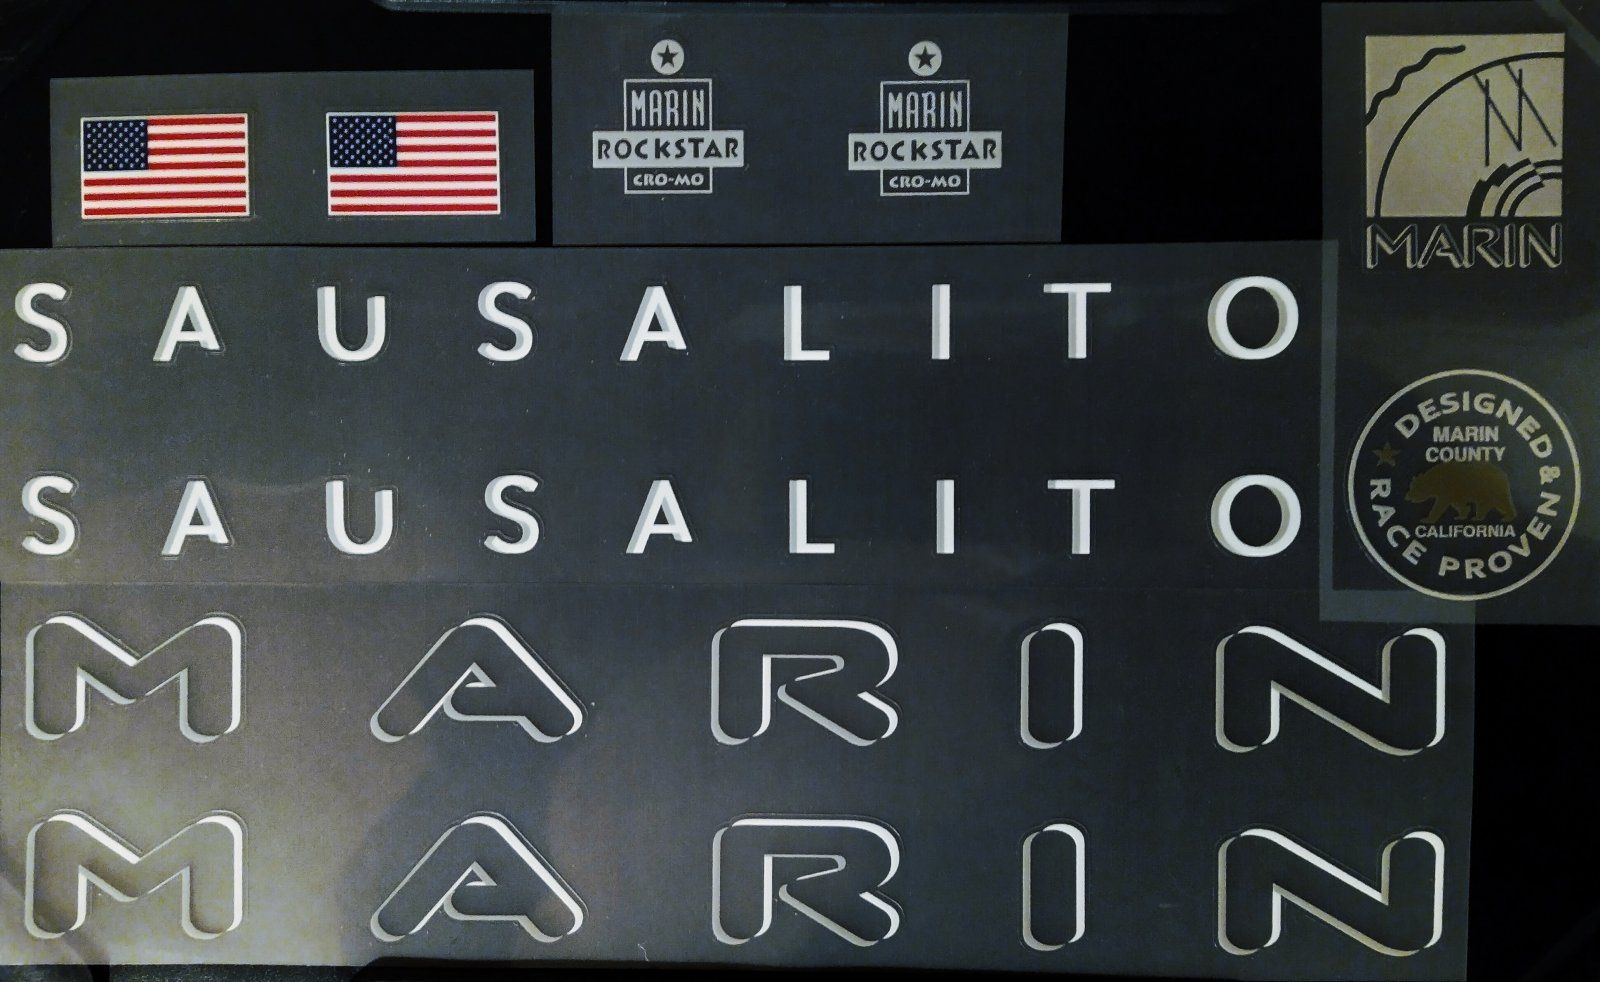 MARIN
ROCKSTAR
CRO-MO
MARIN
ROCKSTAR
CRO-MO
M
MARIN
SAUSALITO
SAUSALITO
DESIGNED & RACE PROVEN
MARIN
COUNTY
CALIFORNIA
MARIN
MARIN